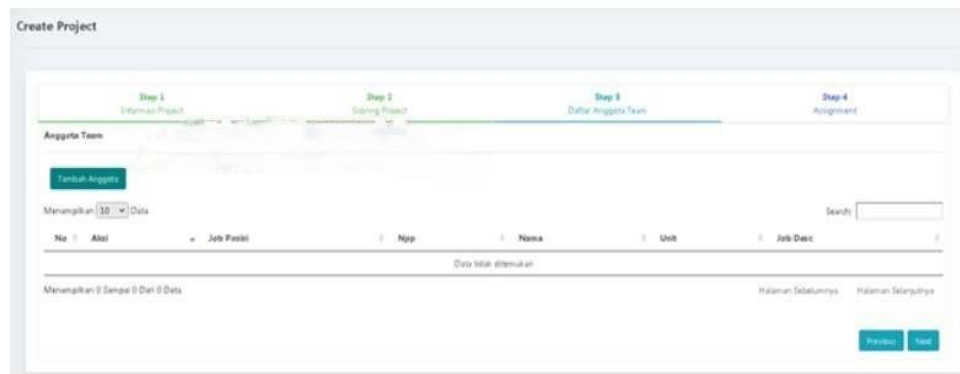 Create Project
Step 1 Step 2 Step 3 Step 4
Informasi Project Scoring Project Daftar Anggota Team Assignment
Anggota Team
Tambah Anggota
Menampilkan 10 Data Search:
No Aksi Job Posisi Npp Nama Unit Job Desc
Data tidak ditemukan
Menampilkan 0 Sampai 0 Dari 0 Data Halaman Sebelumnya Halaman Selanjutnya
Previous Next